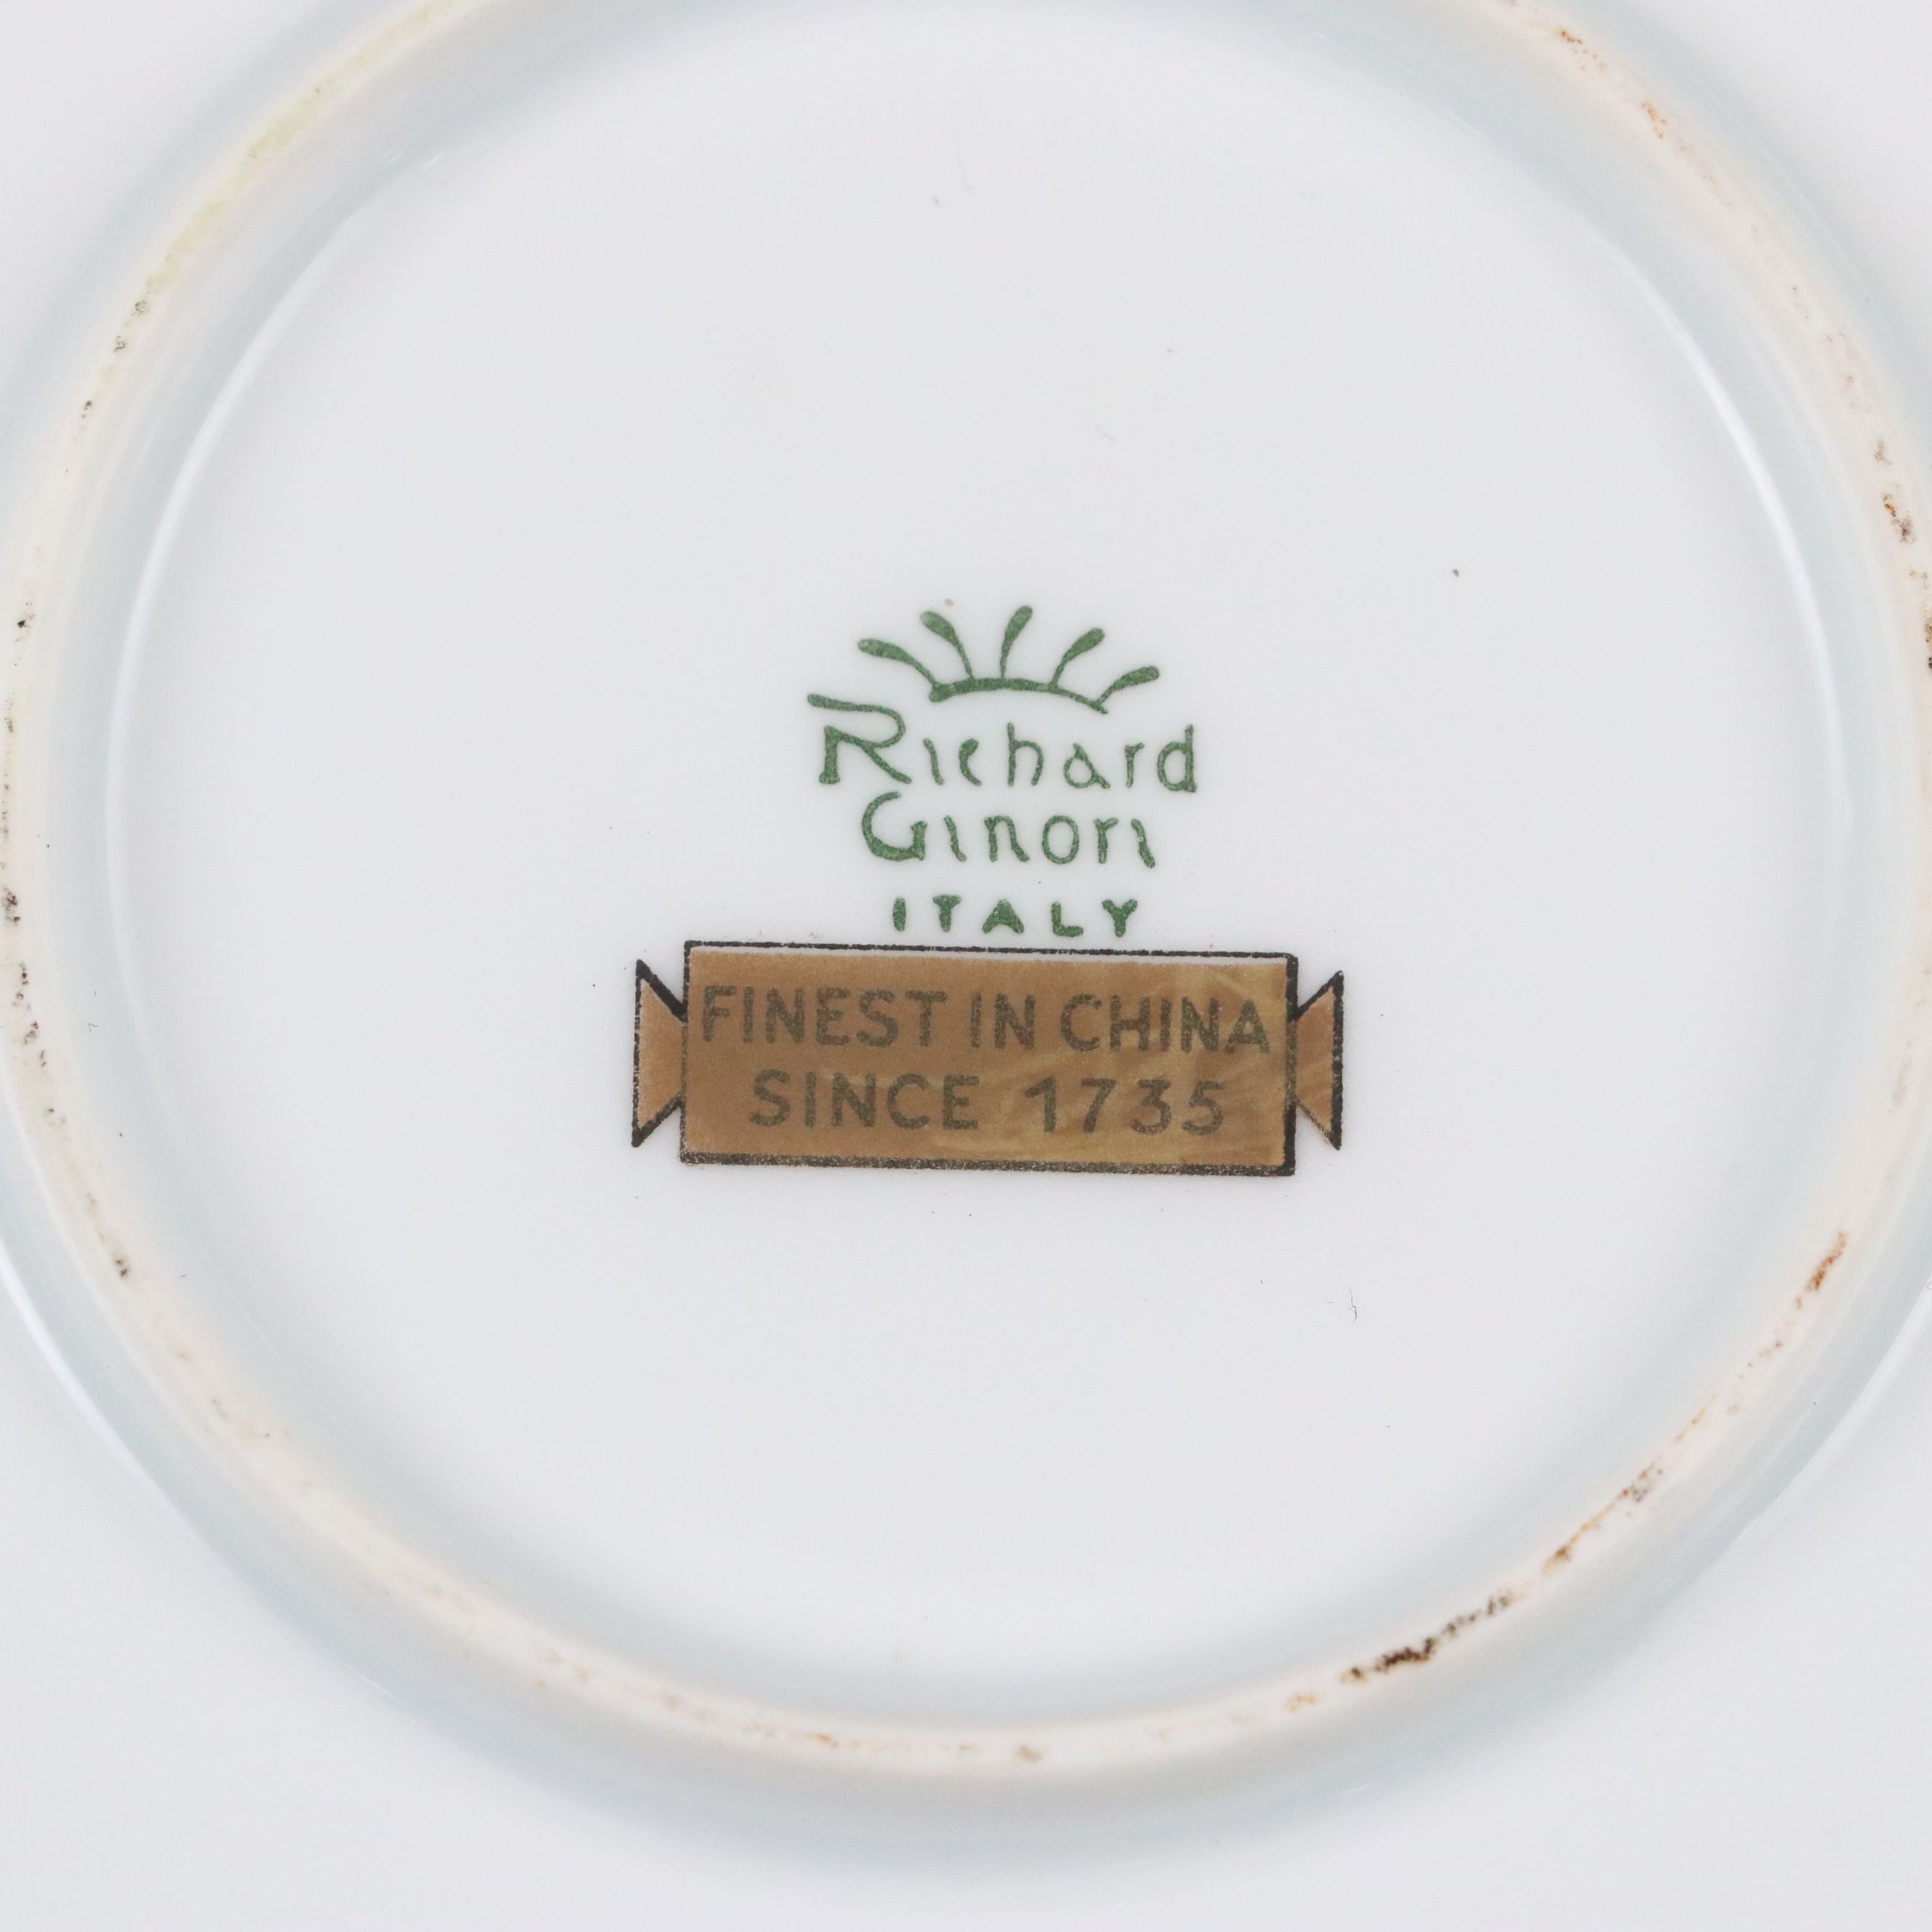 Richard
Ginori
ITALY
FINEST IN CHINA
SINCE 1735